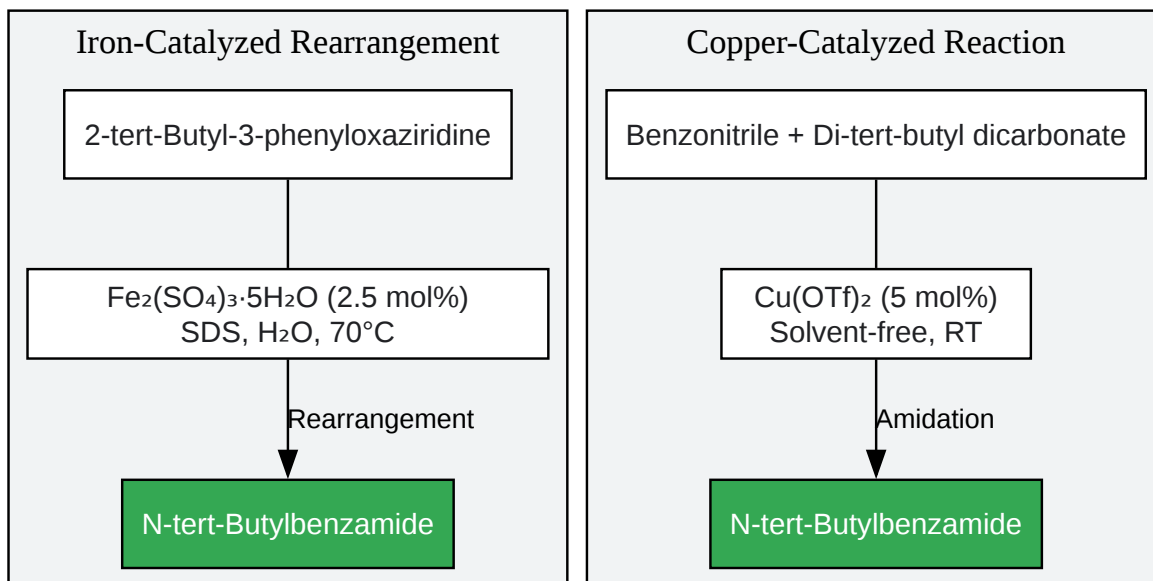 Iron-Catalyzed Rearrangement
2-tert-Butyl-3-phenyloxaziridine
Fe₂(SO₄)₃·5H₂O (2.5 mol%)
SDS, H₂O, 70°C
Rearrangement
N-tert-Butylbenzamide
Copper-Catalyzed Reaction
Benzonitrile + Di-tert-butyl dicarbonate
Cu(OTf)₂ (5 mol%)
Solvent-free, RT
Amidation
N-tert-Butylbenzamide